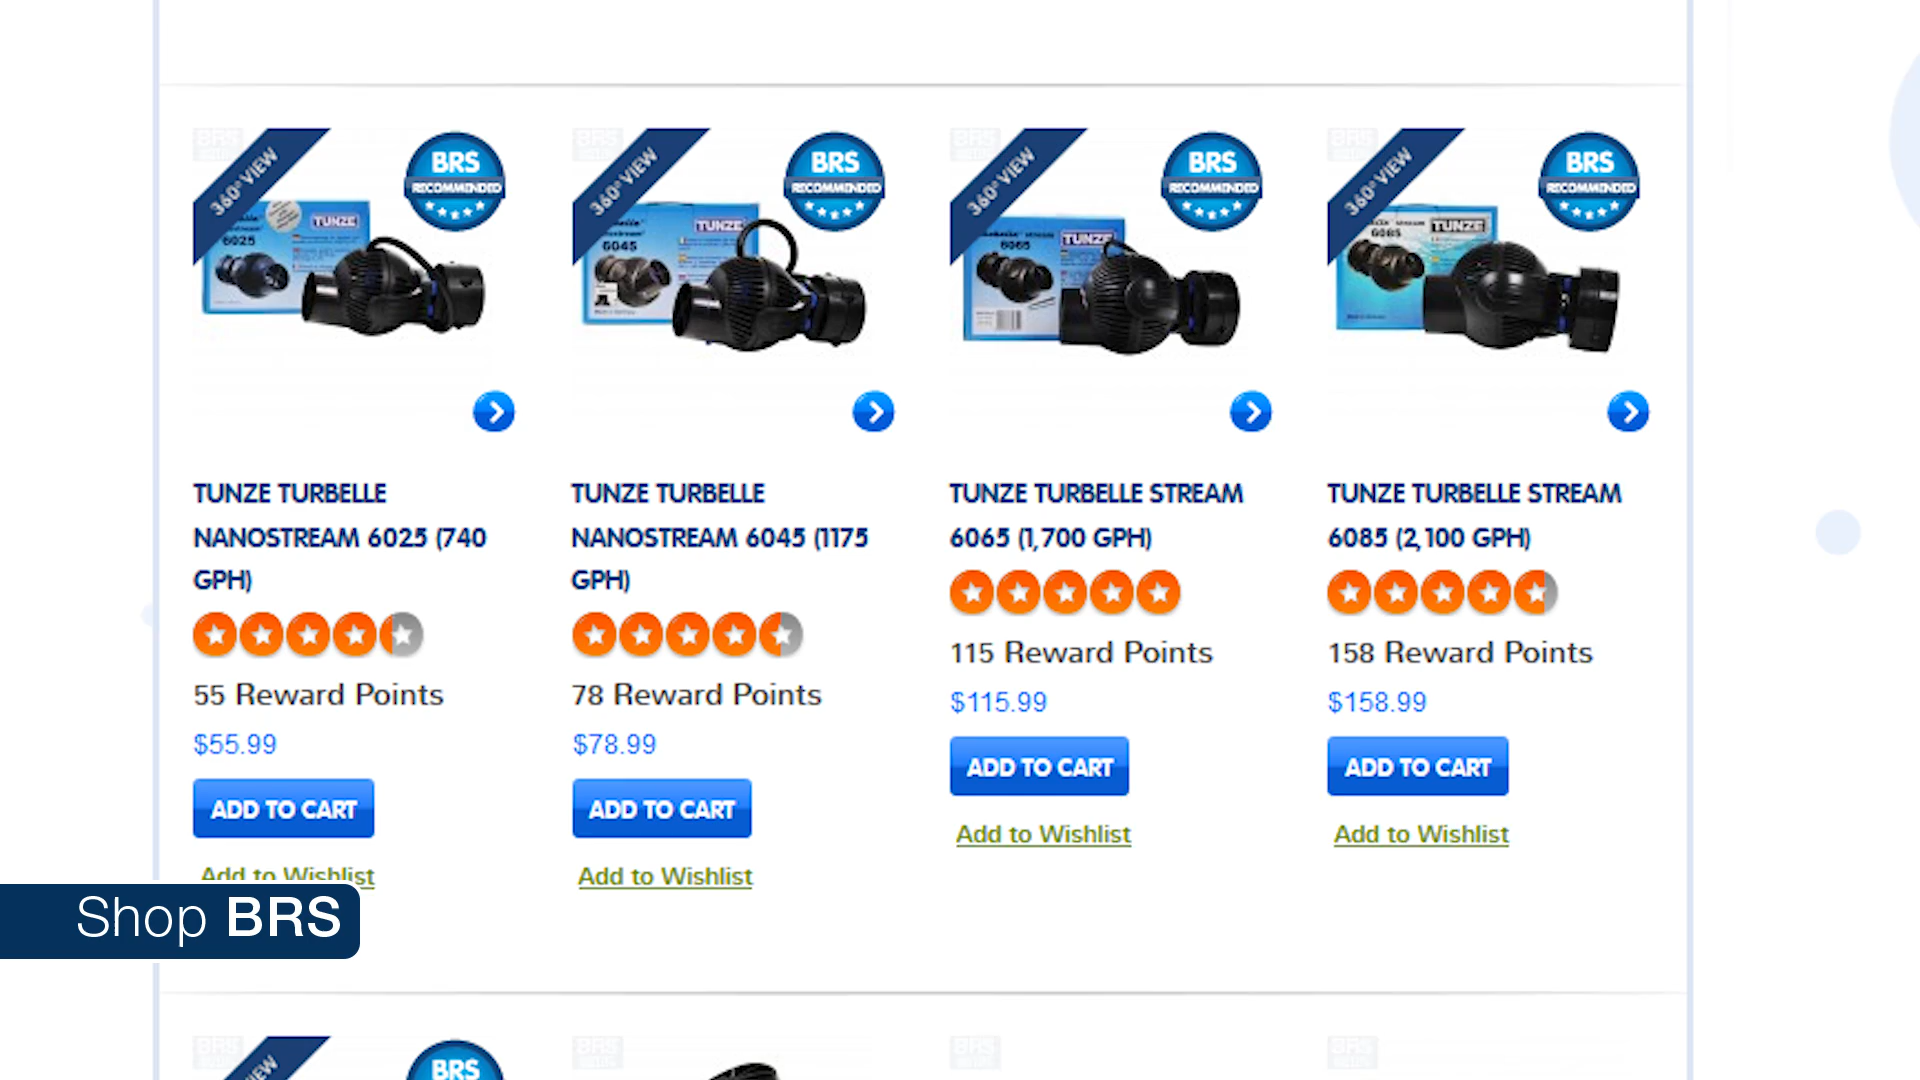 360° VIEW
BRS
RECOMMENDED
TUNZE
6025
360° VIEW
BRS
RECOMMENDED
TUNZE
6045
360° VIEW
BRS
RECOMMENDED
TUNZE
6065
360° VIEW
BRS
RECOMMENDED
TUNZE
6085
TUNZE TURBELLE
NANOSTREAM 6025 (740
GPH)
55 Reward Points
$55.99
ADD TO CART
Add to Wishlist
TUNZE TURBELLE
NANOSTREAM 6045 (1175
GPH)
78 Reward Points
$78.99
ADD TO CART
Add to Wishlist
TUNZE TURBELLE STREAM
6065 (1,700 GPH)
115 Reward Points
$115.99
ADD TO CART
Add to Wishlist
TUNZE TURBELLE STREAM
6085 (2,100 GPH)
158 Reward Points
$158.99
ADD TO CART
Add to Wishlist
Shop BRS
BRS
VIEW
BRS
BRS
BRS
BRS